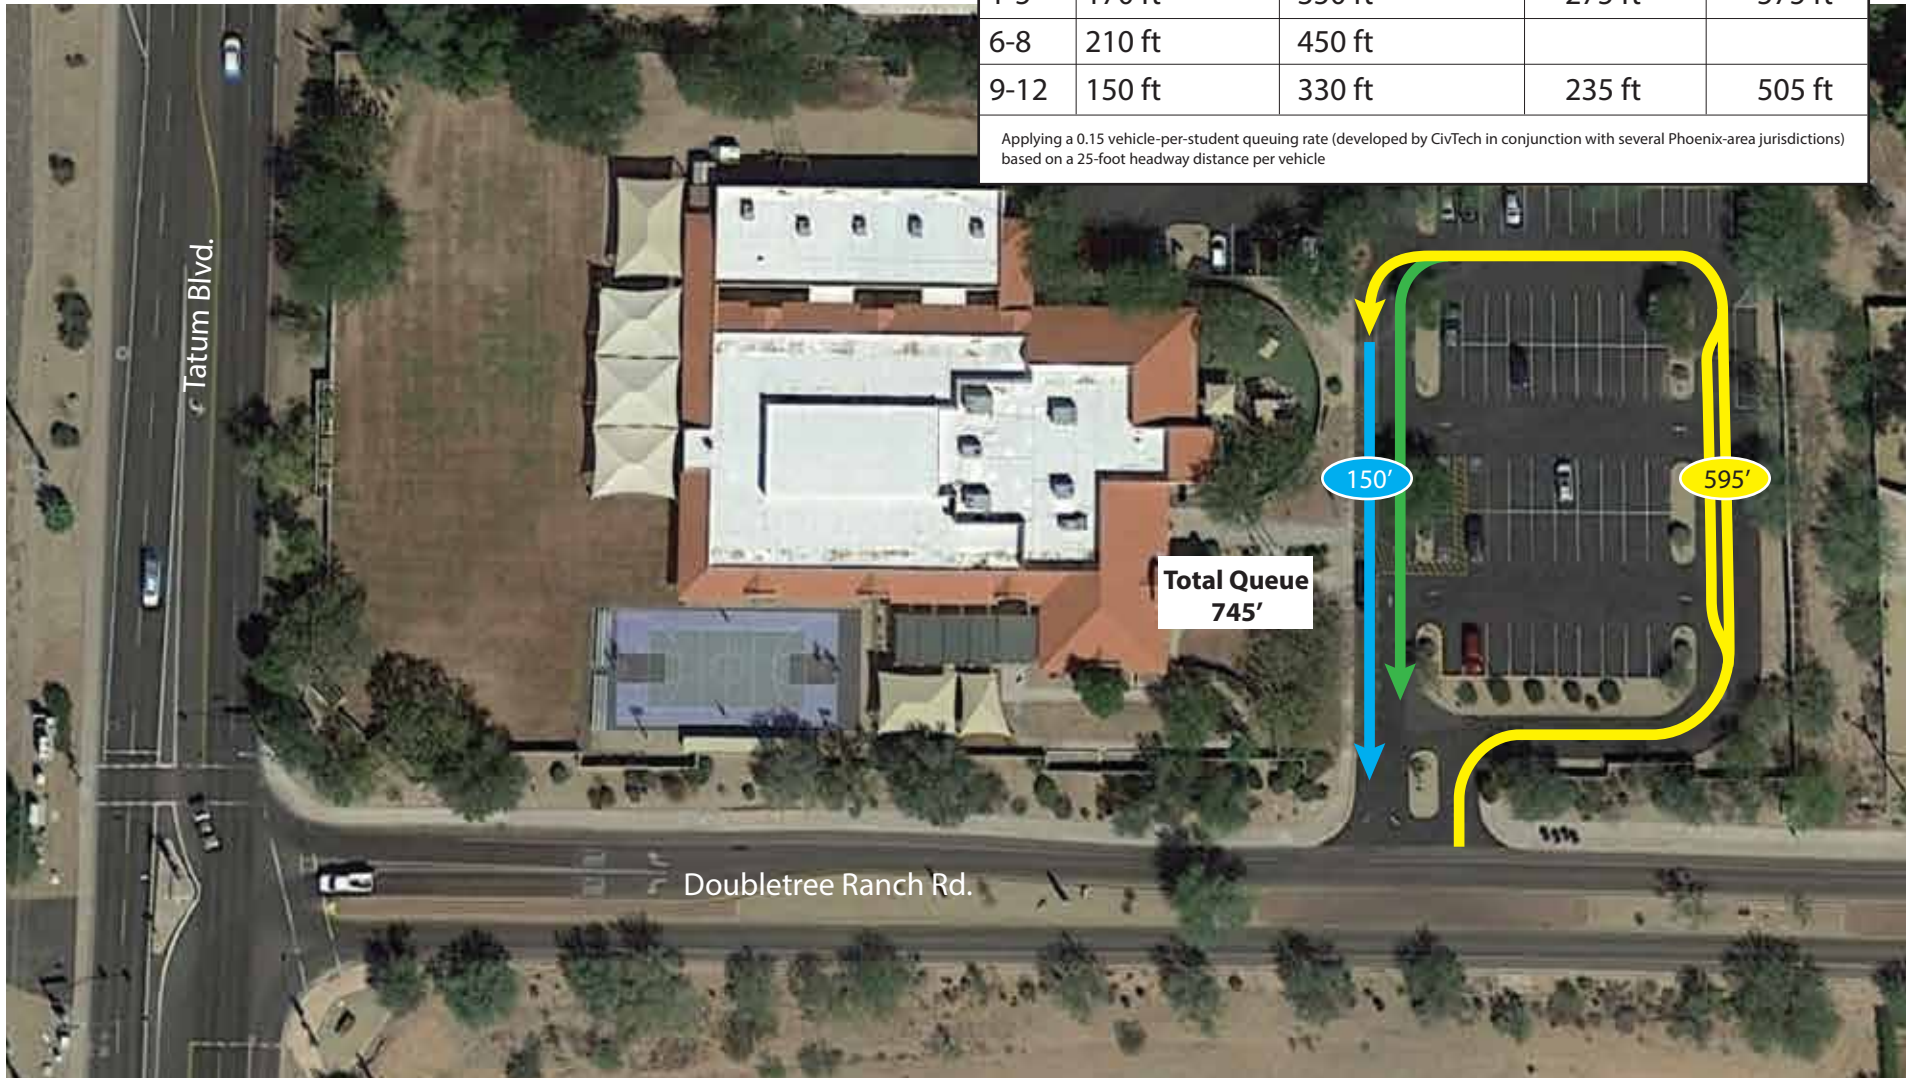 6-8 210 ft 450 ft
9-12 150 ft 330 ft 235 ft 505 ft
Applying a 0.15 vehicle-per-student queuing rate (developed by CivTech in conjunction with several Phoenix-area jurisdictions)
based on a 25-foot headway distance per vehicle
Tatum Blvd.
150’
595’
Total Queue
745’
Doubletree Ranch Rd.